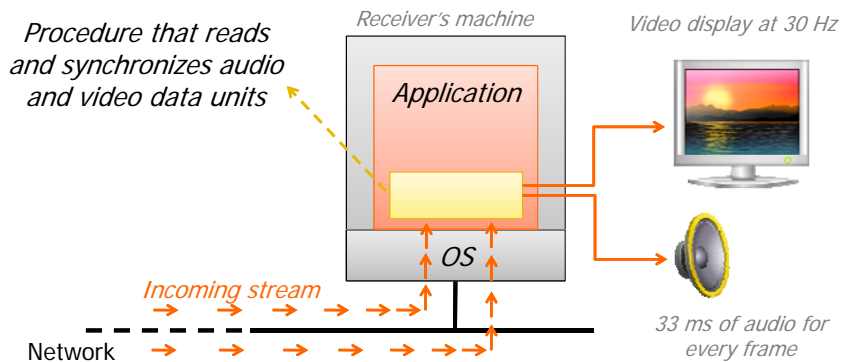 Receiver's machine
Video display at 30 Hz
Procedure that reads
and synchronizes audio
and video data units
Application
OS
Incoming stream
Network
33 ms of audio for
every frame